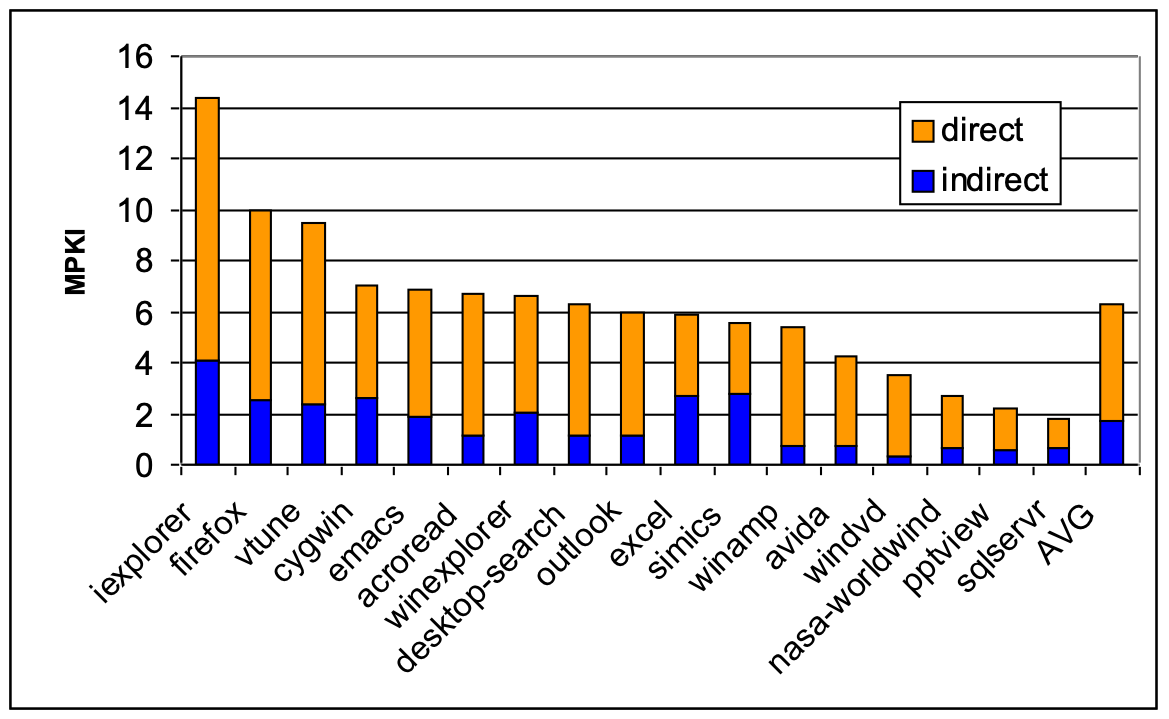 16
14
12
10
8
6
4
2
0
MPKI
direct
indirect
iexplorer
firefox
vtune
cygwin
emacs
acroread
winexplorer
desktop-search
outlook
excel
simics
winamp
avida
windvd
nasa-worldwind
pptview
sqlservr
AVG